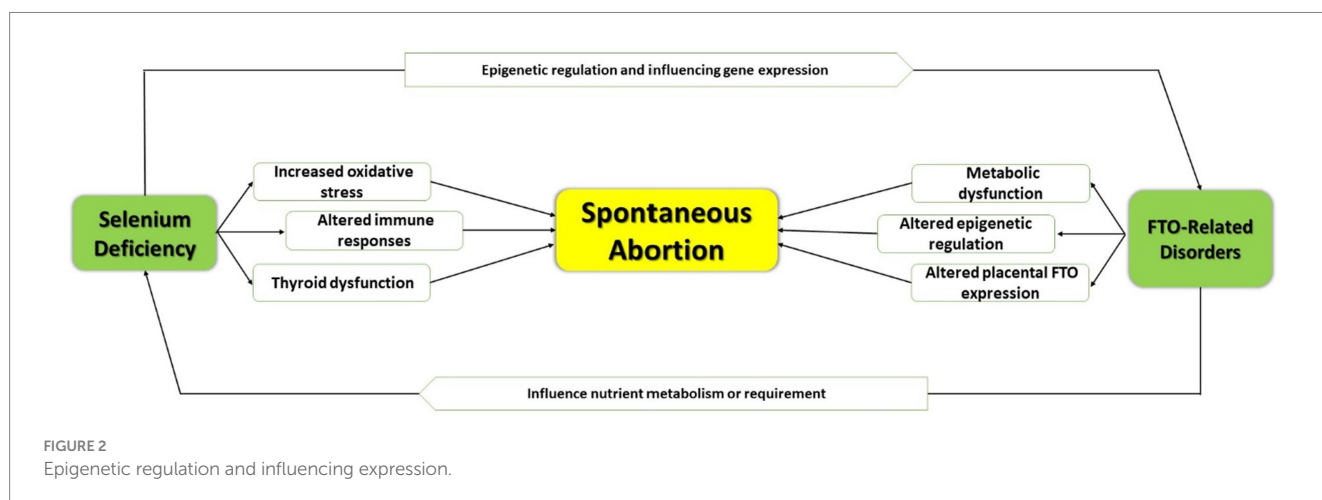 Epigenetic regulation and influencing gene expression
Selenium
Deficiency
Increased oxidative
stress
Altered immune
responses
Thyroid dysfunction
Spontaneous
Abortion
Metabolic
dysfunction
Altered epigenetic
regulation
Altered placental FTO
expression
FTO-Related
Disorders
Influence nutrient metabolism or requirement
FIGURE 2
Epigenetic regulation and influencing expression.